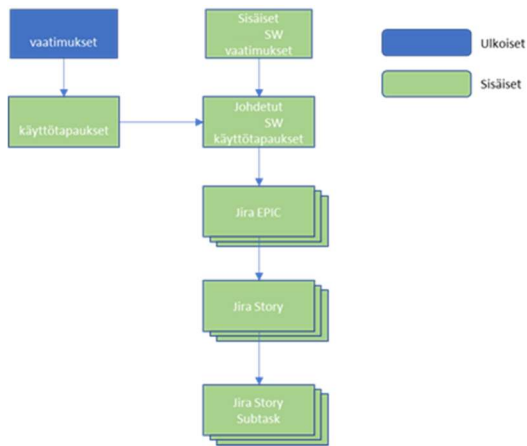 vaatimukset
Sisäiset
SW
vaatimukset
Ulkoiset
Sisäiset
käyttötapaukset
Johdetut
SW
käyttötapaukset
Jira EPIC
Jira Story
Jira Story
Subtask